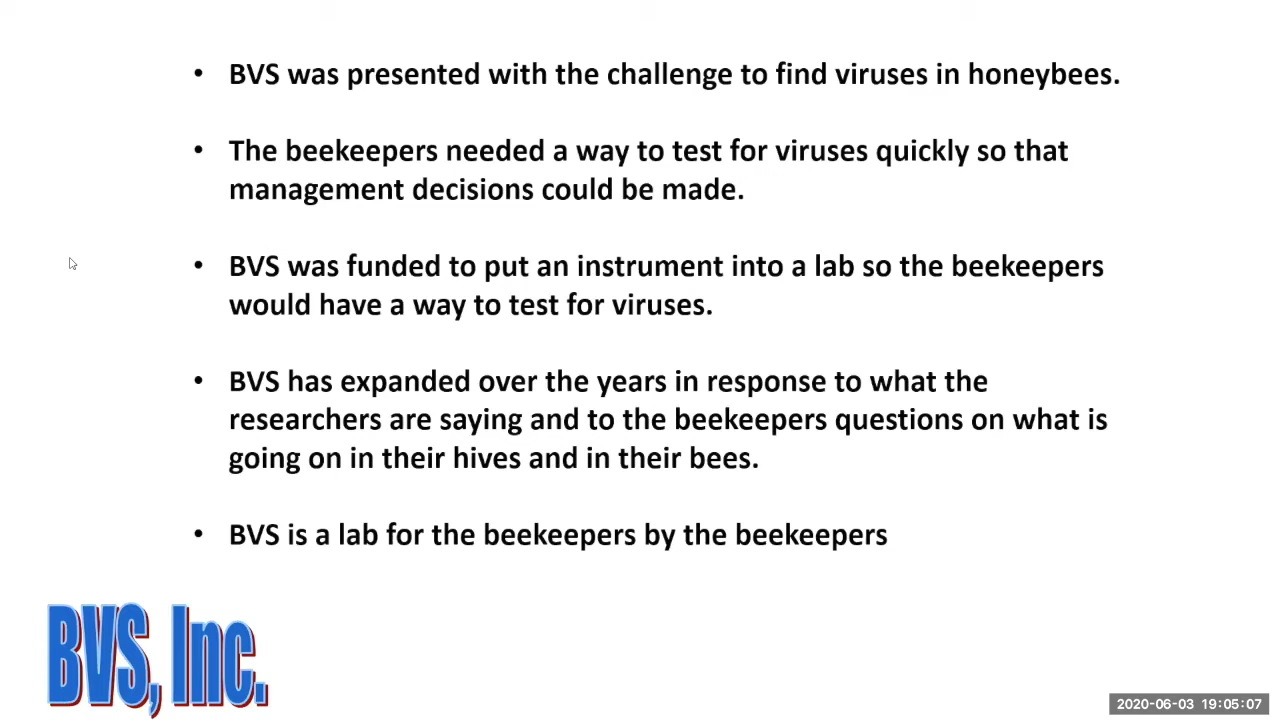 • BVS was presented with the challenge to find viruses in honeybees.
• The beekeepers needed a way to test for viruses quickly so that
management decisions could be made.
• BVS was funded to put an instrument into a lab so the beekeepers
would have a way to test for viruses.
• BVS has expanded over the years in response to what the
researchers are saying and to the beekeepers questions on what is
going on in their hives and in their bees.
• BVS is a lab for the beekeepers by the beekeepers
BVS, Inc.
2020-06-03 19:05:07